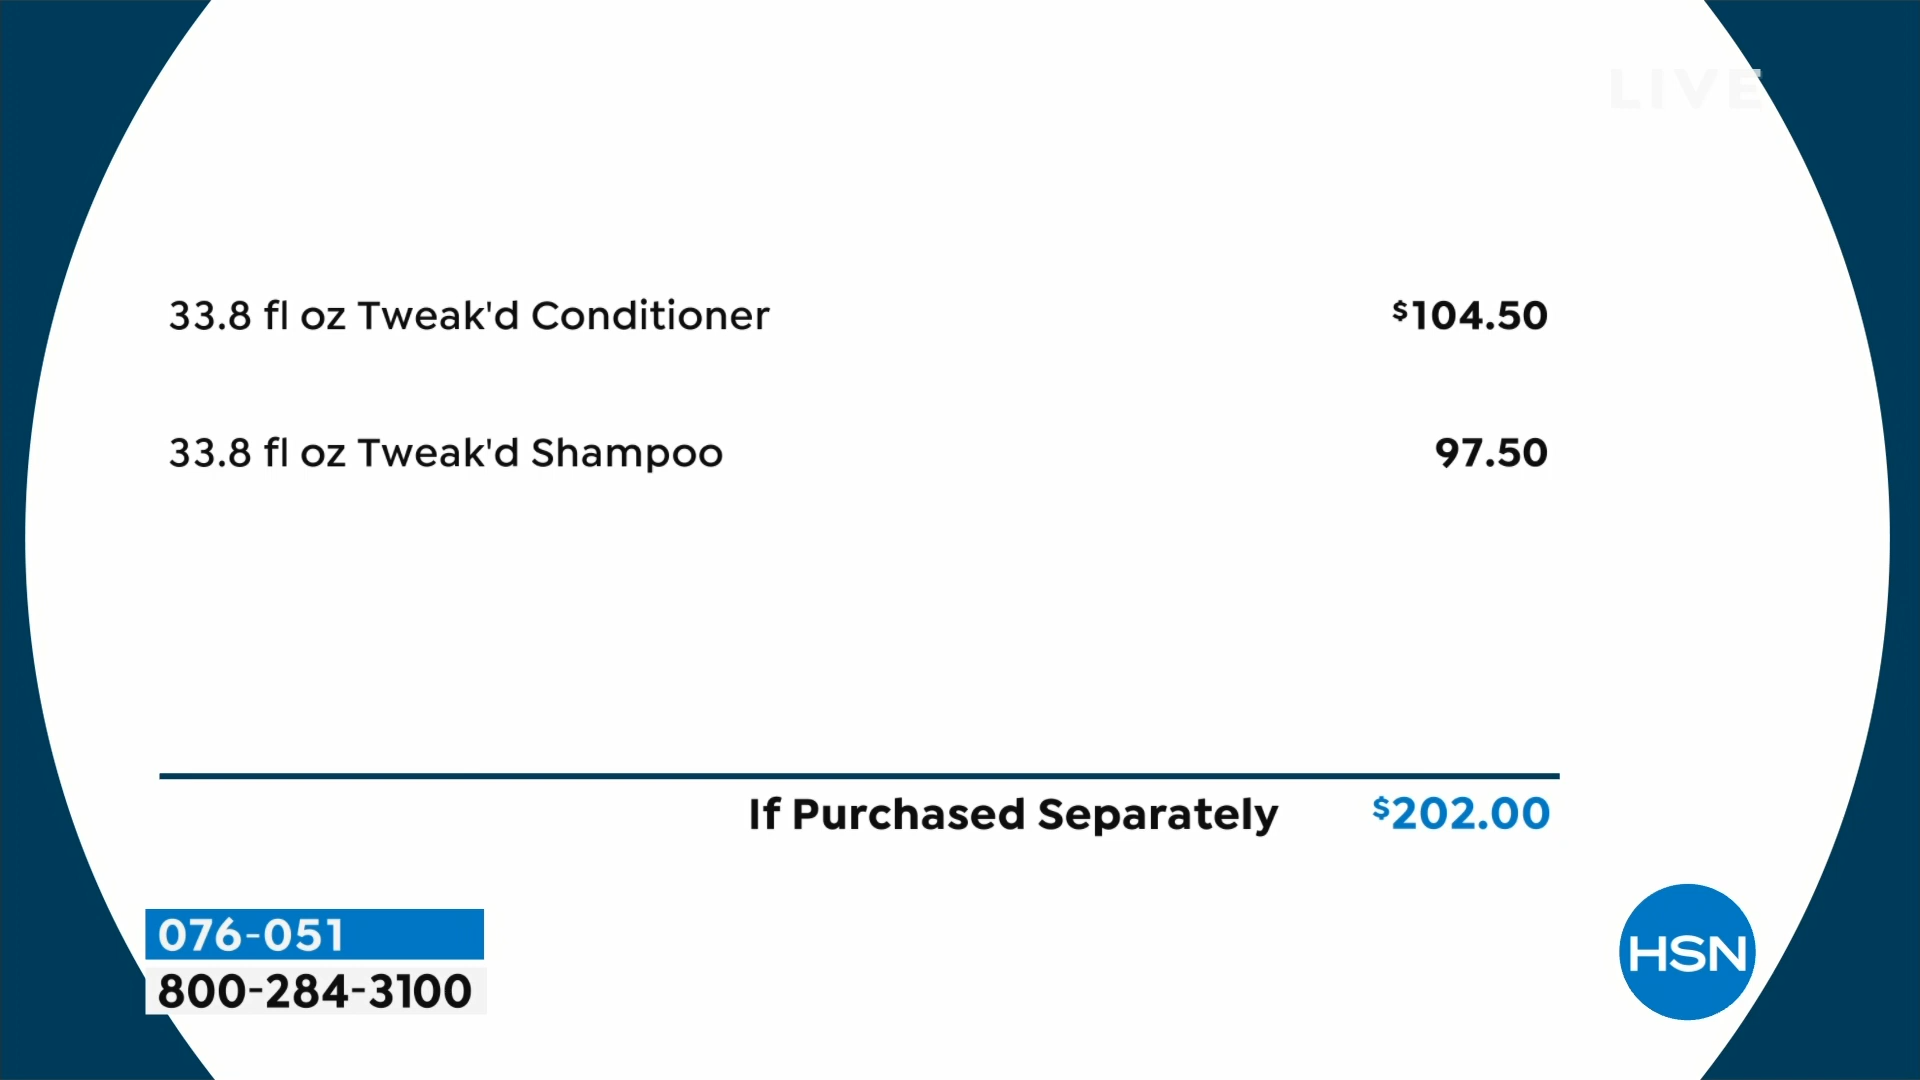 LIVE
33.8 fl oz Tweak'd Conditioner $104.50
33.8 fl oz Tweak'd Shampoo 97.50
If Purchased Separately $202.00
076-051
800-284-3100
HSN